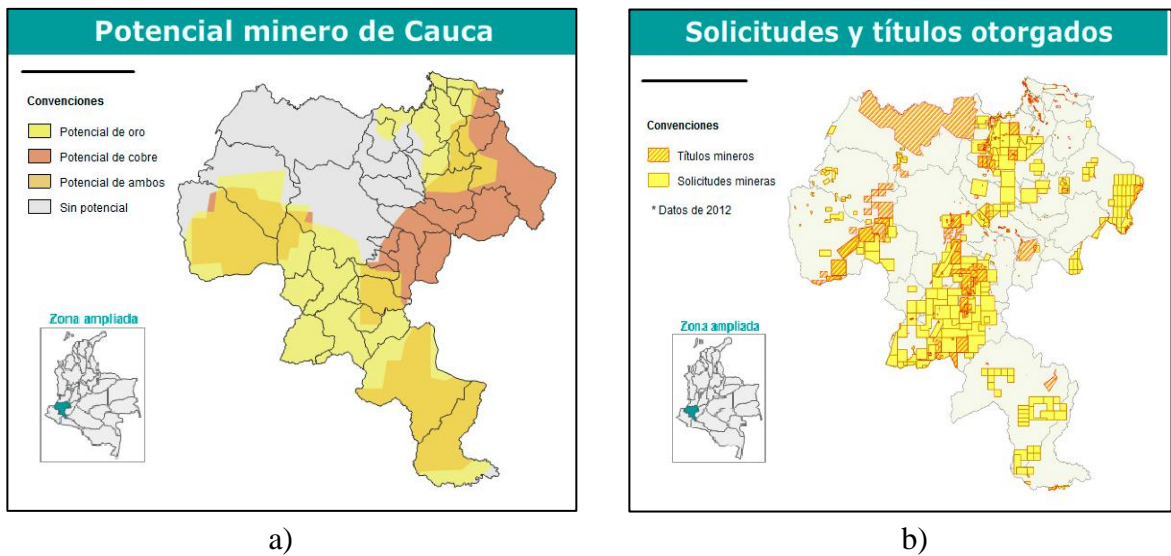 Potencial minero de Cauca
Convenciones
Potencial de oro
Potencial de cobre
Potencial de ambos
Sin potencial
Zona ampliada
a)
Solicitudes y títulos otorgados
Convenciones
Títulos mineros
Solicitudes mineras
* Datos de 2012
Zona ampliada
b)